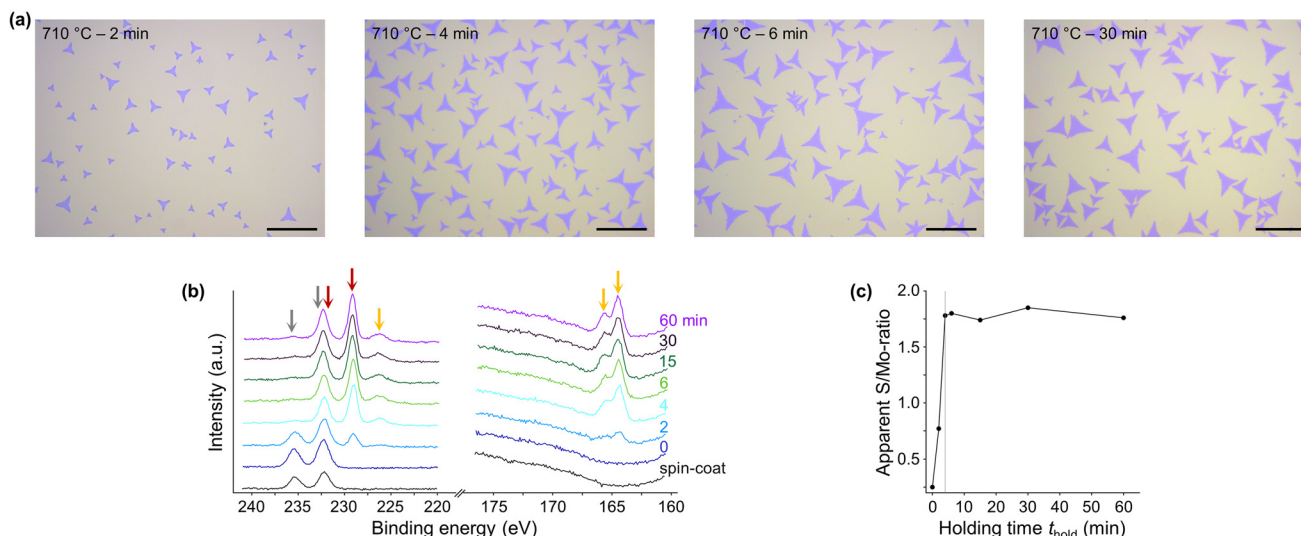 (a)
710 °C – 2 min
710 °C – 4 min
710 °C – 6 min
710 °C – 30 min
(b)
Intensity (a.u.)
60 min
30
15
6
4
2
0
spin-coat
240 235 230 225 220 175 170 165 160
Binding energy (eV)
(c)
Apparent S/Mo-ratio
2.0
1.5
1.0
0.5
0 10 20 30 40 50 60
Holding time thold (min)